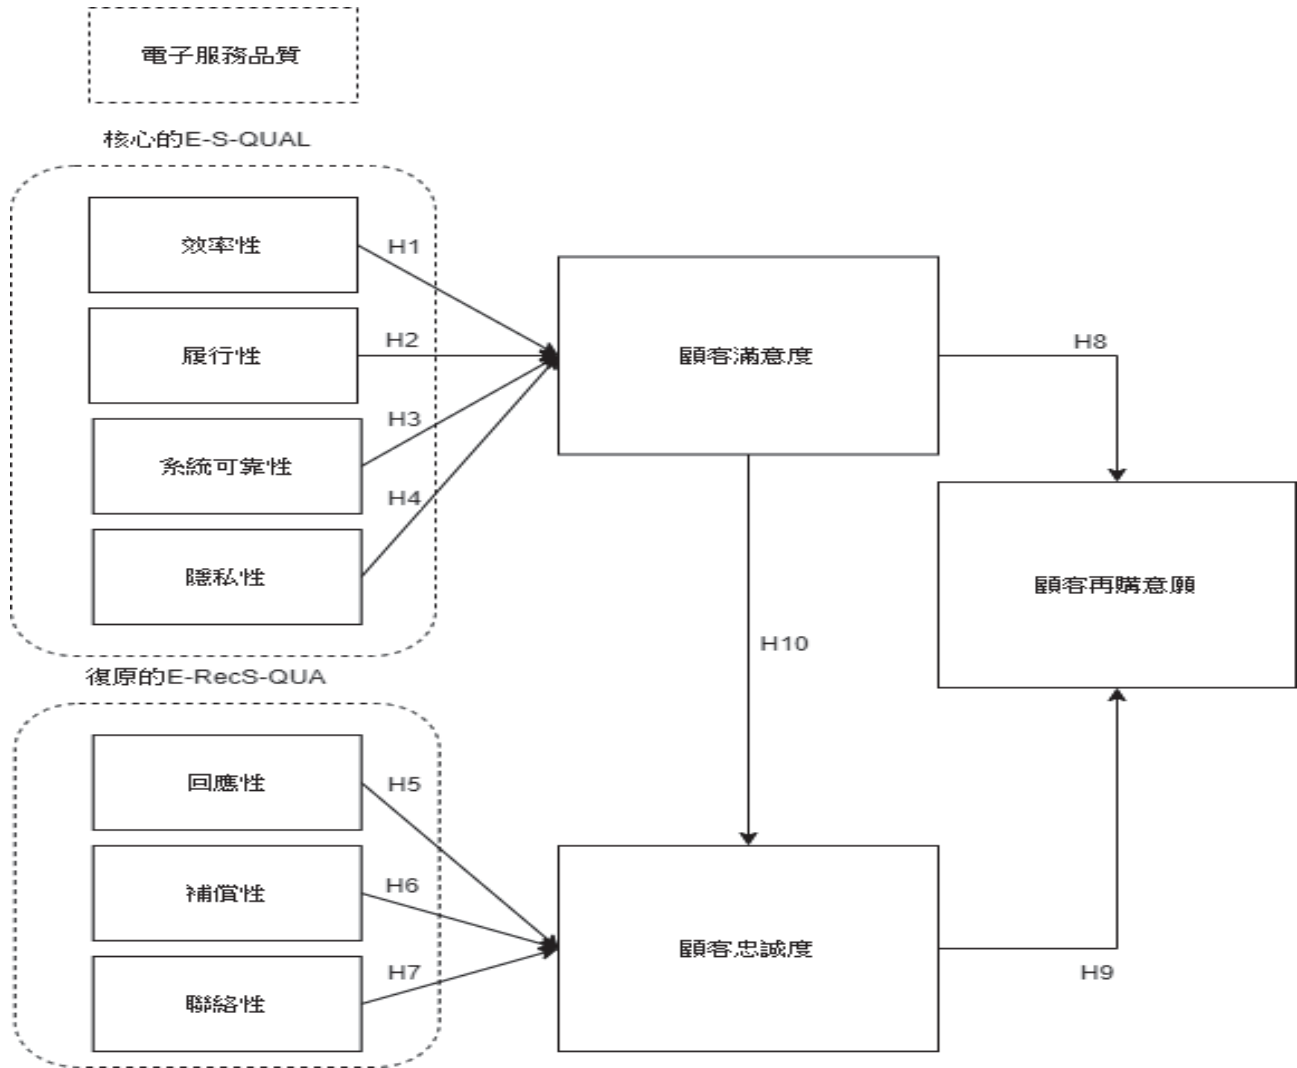 電子服務品質
核心的E-S-QUAL
效率性
H1
履行性
H2
系統可靠性
H3
隱私性
H4
顧客滿意度
H8
顧客再購意願
H10
復原的E-RecS-QUA
回應性
H5
補償性
H6
聯絡性
H7
顧客忠誠度
H9